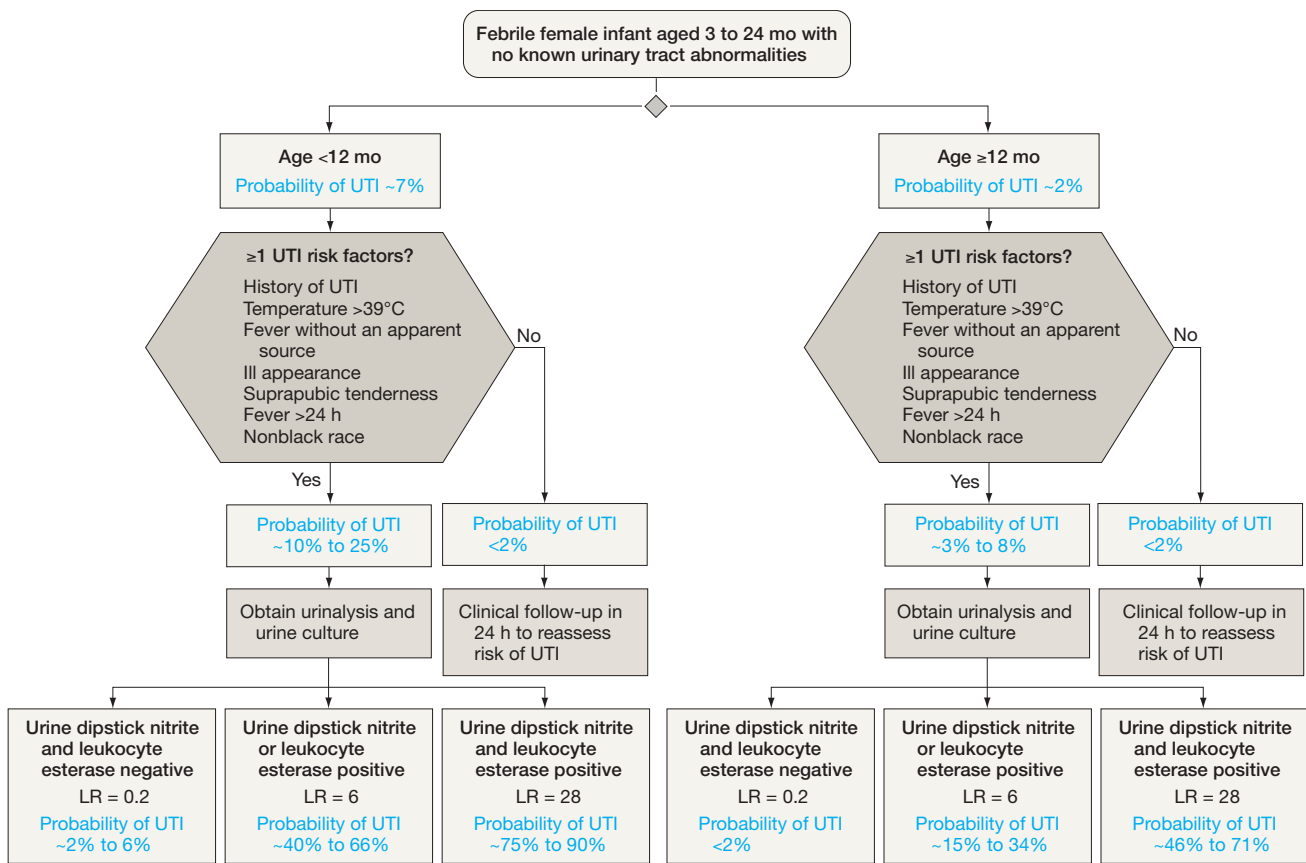 Febrile female infant aged 3 to 24 mo with
no known urinary tract abnormalities
Age <12 mo
Probability of UTI ~7%
≥1 UTI risk factors?
History of UTI
Temperature >39°C
Fever without an apparent
source
Ill appearance
Suprapubic tenderness
Fever >24 h
Nonblack race
No
Yes
Probability of UTI
~10% to 25%
Probability of UTI
<2%
Obtain urinalysis and
urine culture
Clinical follow-up in
24 h to reassess
risk of UTI
Urine dipstick nitrite
and leukocyte
esterase negative
LR = 0.2
Probability of UTI
~2% to 6%
Urine dipstick nitrite
or leukocyte
esterase positive
LR = 6
Probability of UTI
~40% to 66%
Urine dipstick nitrite
and leukocyte
esterase positive
LR = 28
Probability of UTI
~75% to 90%
Age ≥12 mo
Probability of UTI ~2%
≥1 UTI risk factors?
History of UTI
Temperature >39°C
Fever without an apparent
source
Ill appearance
Suprapubic tenderness
Fever >24 h
Nonblack race
No
Yes
Probability of UTI
~3% to 8%
Probability of UTI
<2%
Obtain urinalysis and
urine culture
Clinical follow-up in
24 h to reassess
risk of UTI
Urine dipstick nitrite
and leukocyte
esterase negative
LR = 0.2
Probability of UTI
<2%
Urine dipstick nitrite
or leukocyte
esterase positive
LR = 6
Probability of UTI
~15% to 34%
Urine dipstick nitrite
and leukocyte
esterase positive
LR = 28
Probability of UTI
~46% to 71%